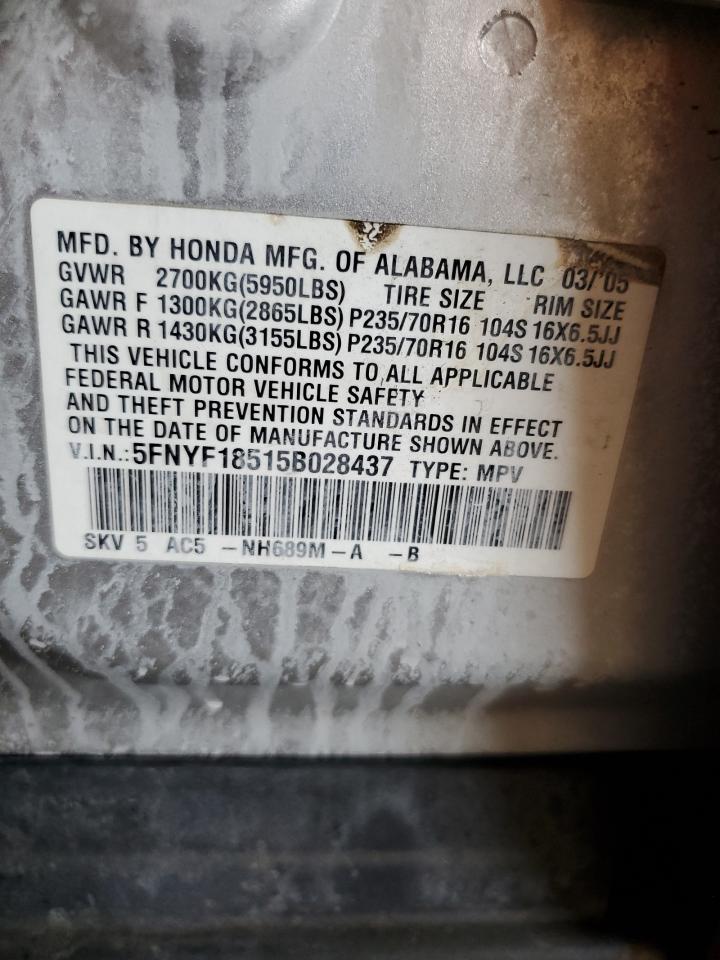 MFD. BY HONDA MFG. OF ALABAMA, LLC 03/'05
GVWR 2700KG(5950LBS) TIRE SIZE RIM SIZE
GAWR F 1300KG(2865LBS) P235/70R16 104S 16X6.5JJ
GAWR R 1430KG(3155LBS) P235/70R16 104S 16X6.5JJ
THIS VEHICLE CONFORMS TO ALL APPLICABLE
FEDERAL MOTOR VEHICLE SAFETY
AND THEFT PREVENTION STANDARDS IN EFFECT
ON THE DATE OF MANUFACTURE SHOWN ABOVE.
V.I.N.: 5FNYF18515B028437 TYPE: MPV
SKV 5 AC5 -NH689M-A -B